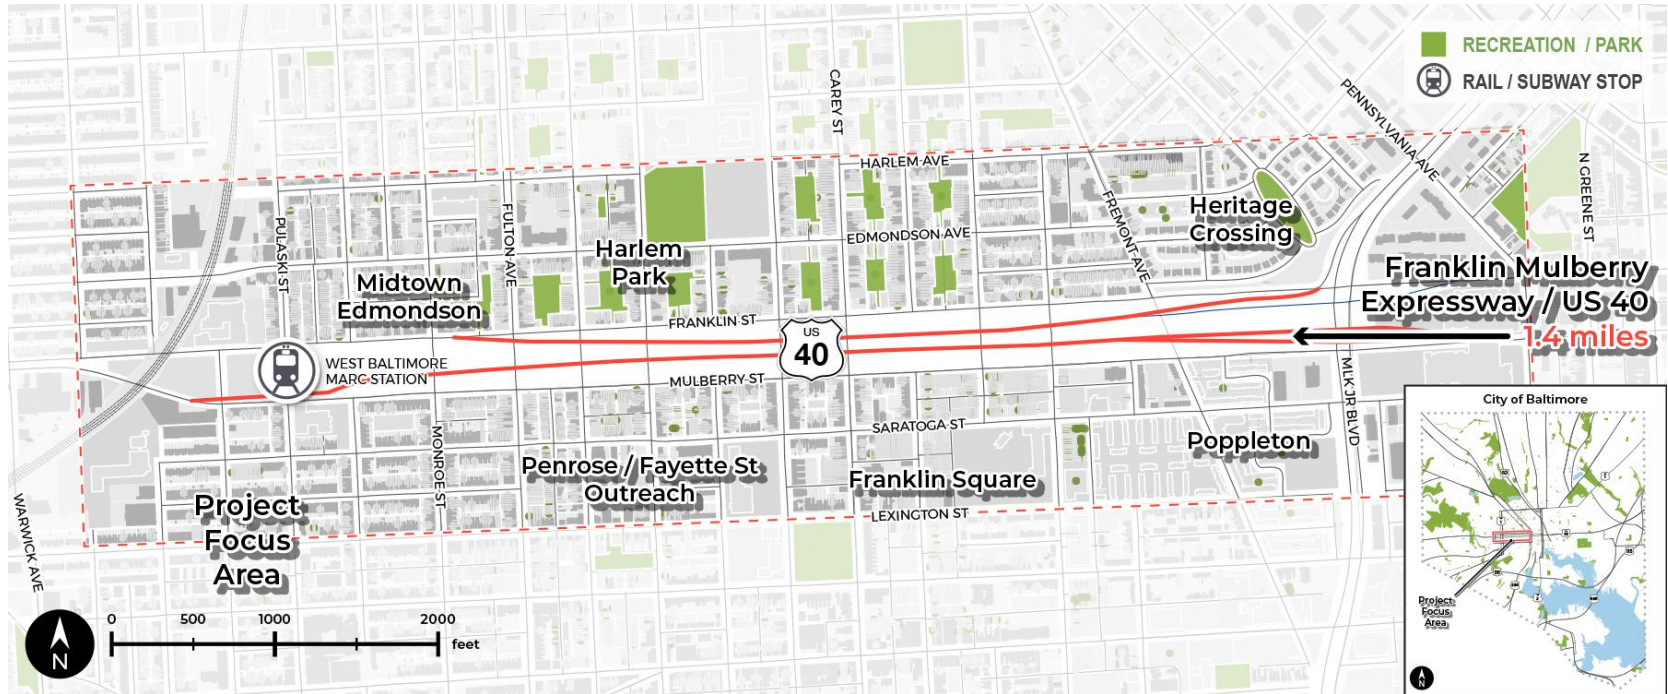 RECREATION / PARK
RAIL / SUBWAY STOP
CAREY ST
PENNSYLVANIA AVE
HARLEM AVE
N GREENE ST
FREMONT AVE
Heritage
Crossing
PULASKI ST
FULTON AVE
EDMONDSON AVE
Harlem
Park
Midtown
Edmondson
Franklin Mulberry
Expressway / US 40
1.4 miles
FRANKLIN ST
US
40
WEST BALTIMORE
MARC STATION
MULBERRY ST
MLK JR BLVD
SARATOGA ST
MONROE ST
Poppleton
Penrose / Fayette St
Outreach
Franklin Square
LEXINGTON ST
WARWICK AVE
Project
Focus
Area
0 500 1000 2000
feet
N
City of Baltimore
Project
Focus
Area
N